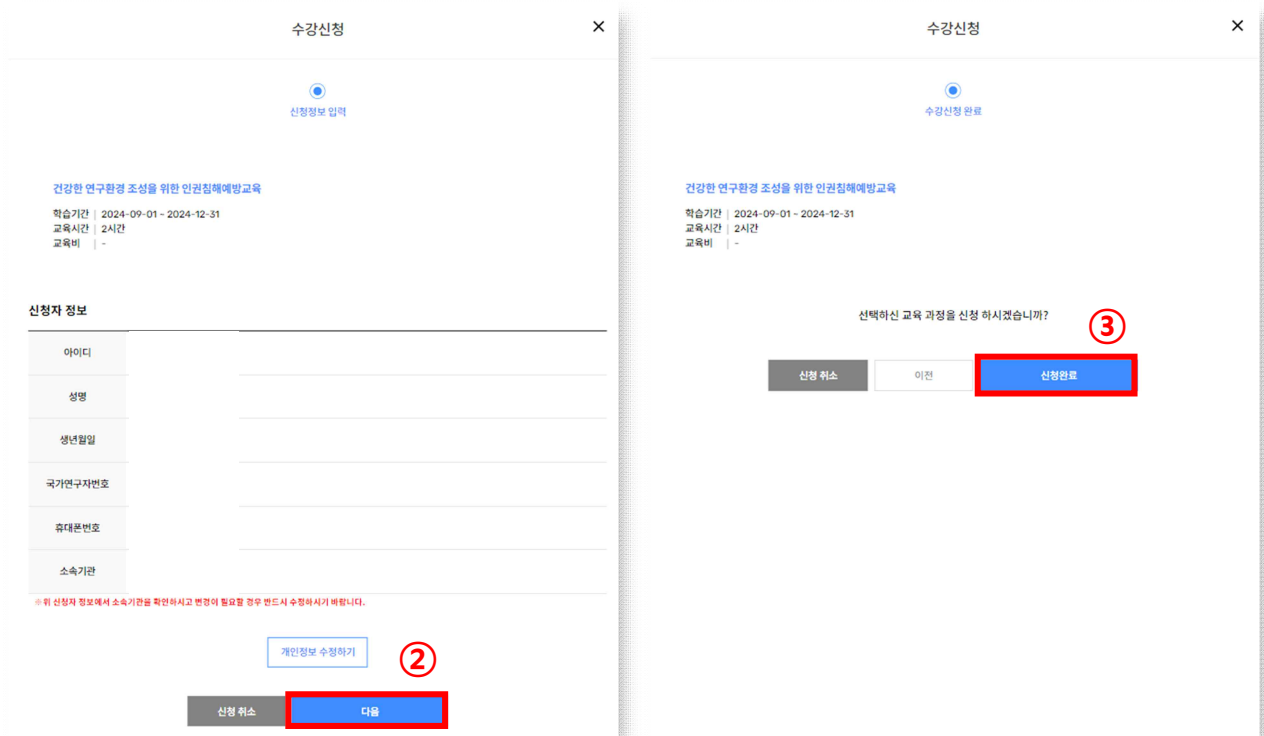 수강신청
×
신청정보 입력
건강한 연구환경 조성을 위한 인권침해예방교육
학습기간 | 2024-09-01 ~ 2024-12-31
교육시간 | 2시간
교육비 | -
신청자 정보
아이디
성명
생년월일
국가연구자번호
휴대폰번호
소속기관
※위 신청자 정보에서 소속기관을 확인하시고 변경이 필요할 경우 반드시 수정하시기 바랍니다.
개인정보 수정하기
②
신청 취소 다음
수강신청
×
수강신청 완료
건강한 연구환경 조성을 위한 인권침해예방교육
학습기간 | 2024-09-01 ~ 2024-12-31
교육시간 | 2시간
교육비 | -
선택하신 교육 과정을 신청 하시겠습니까?
③
신청 취소 이전 신청완료